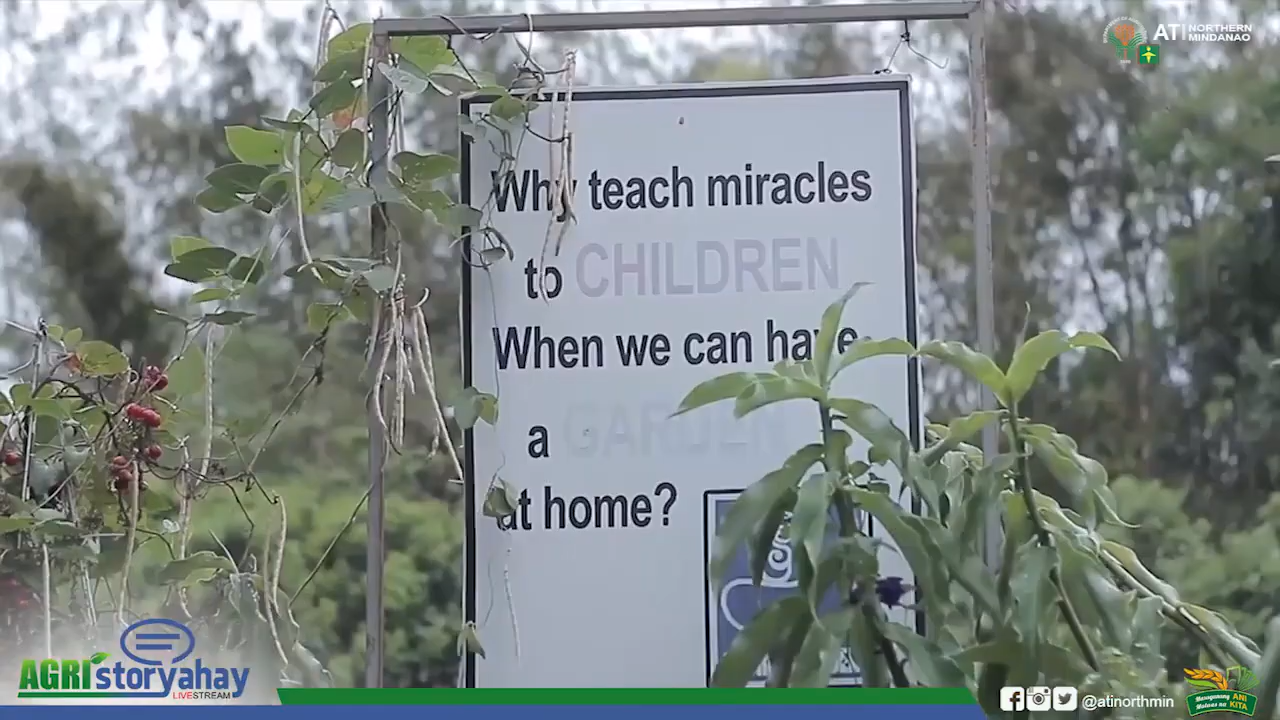 ATI NORTHERN
MINDANAO
Why teach miracles
to CHILDREN
When we can have
a GARDEN
at home?
AGRIstoryahay
LIVESTREAM
@atinorthmin
Masaganang ANI
Mataas na KITA